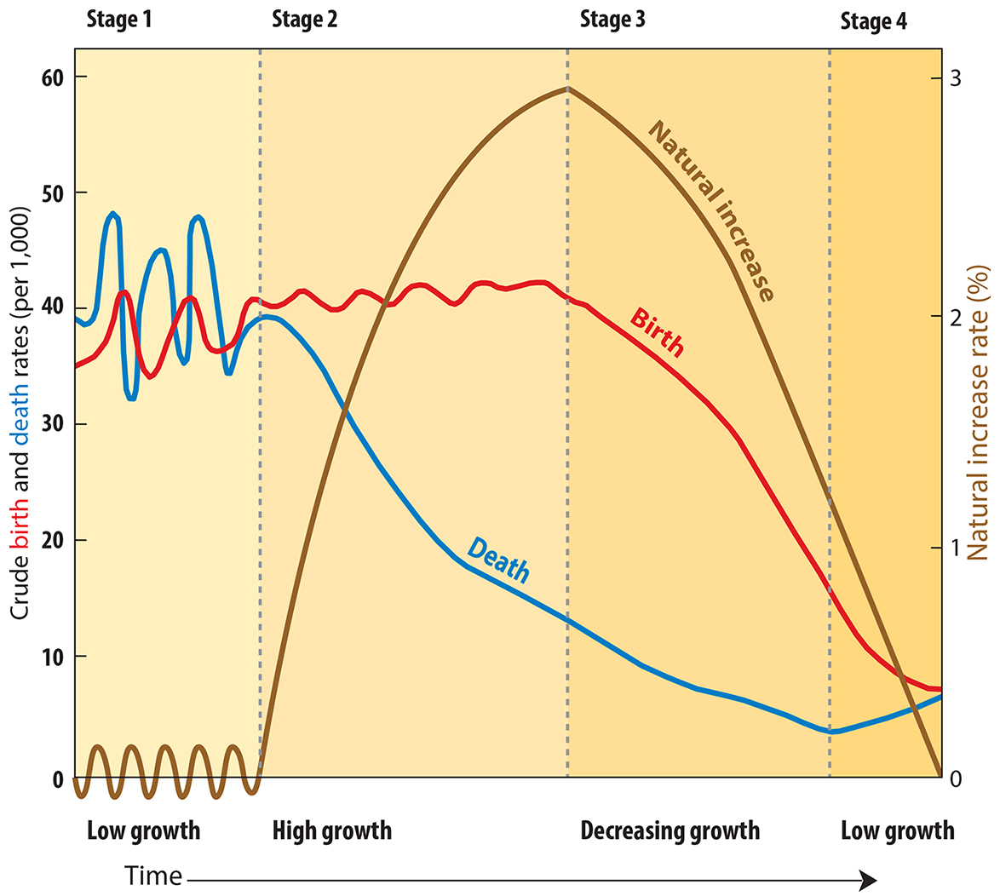 Stage 1
Stage 2
Stage 3
Stage 4
Crude birth and death rates (per 1,000)
60
50
40
30
20
10
0
Natural increase
Birth
Death
3
2
1
0
Natural increase rate (%)
Low growth
High growth
Decreasing growth
Low growth
Time